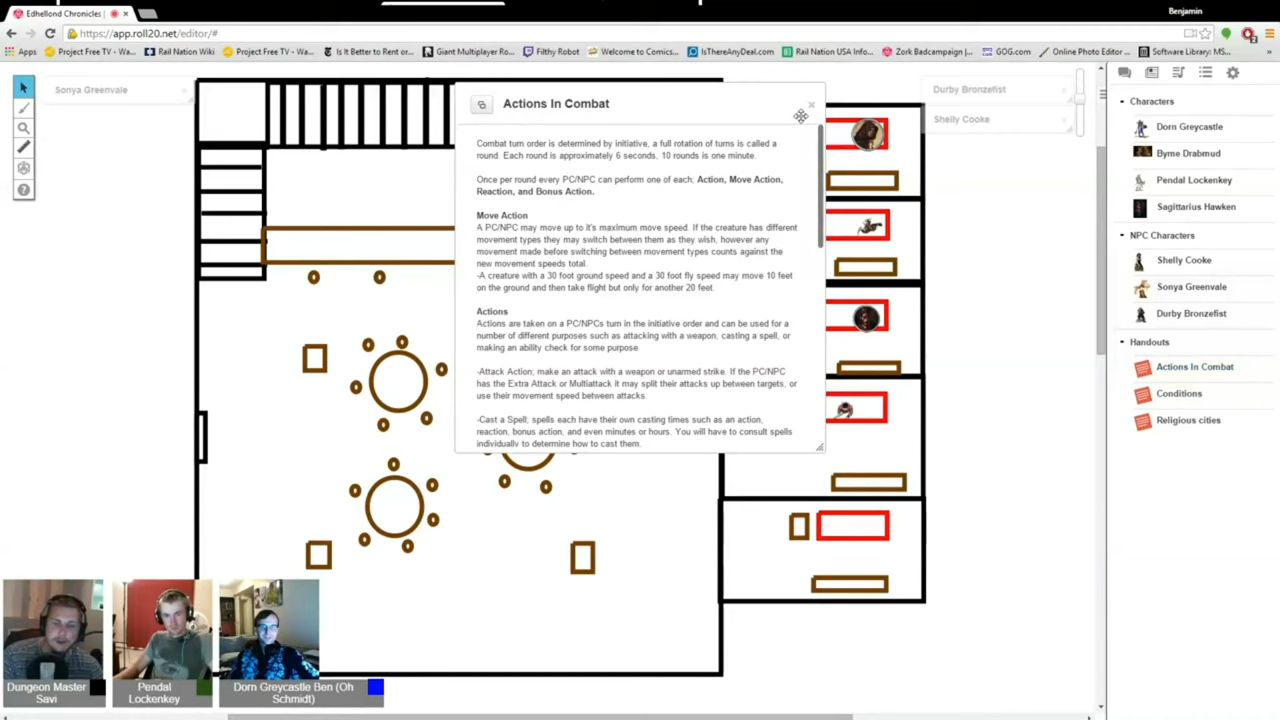 Benjamin
Edhellond Chronicles |
https://app.roll20.net/editor/#
Apps
Project Free TV - Wa...
Rail Nation Wiki
Project Free TV - Wa...
Is It Better to Rent or...
Giant Multiplayer Ro...
Filthy Robot
Welcome to Comics...
IsThereAnyDeal.com
Rail Nation USA Info...
Zork Badcampaign |...
GOG.com
Online Photo Editor ...
Software Library: MS...
Sonya Greenvale
Durby Bronzefist
Shelly Cooke
Actions In Combat
Combat turn order is determined by initiative, a full rotation of turns is called a
round. Each round is approximately 6 seconds, 10 rounds is one minute.
Once per round every PC/NPC can perform one of each; Action, Move Action,
Reaction, and Bonus Action.
Move Action
A PC/NPC may move up to it's maximum move speed. If the creature has different
movement types they may switch between them as they wish, however any
movement made before switching between movement types counts against the
new movement speeds total.
-A creature with a 30 foot ground speed and a 30 foot fly speed may move 10 feet
on the ground and then take flight but only for another 20 feet.
Actions
Actions are taken on a PC/NPCs turn in the initiative order and can be used for a
number of different purposes such as attacking with a weapon, casting a spell, or
making an ability check for some purpose.
-Attack Action; make an attack with a weapon or unarmed strike. If the PC/NPC
has the Extra Attack or Multiattack it may split their attacks up between targets, or
use their movement speed between attacks.
-Cast a Spell; spells each have their own casting times such as an action,
reaction, bonus action, and even minutes or hours. You will have to consult spells
individually to determine how to cast them.
Characters
Dorn Greycastle
Byme Drabmud
Pendal Lockenkey
Sagittarius Hawken
NPC Characters
Shelly Cooke
Sonya Greenvale
Durby Bronzefist
Handouts
Actions In Combat
Conditions
Religious cities
Dungeon Master
Savi
Pendal
Lockenkey
Dorn Greycastle Ben (Oh
Schmidt)